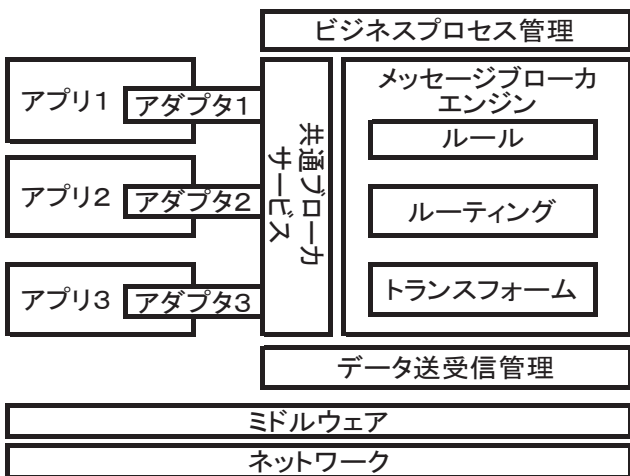 ビジネスプロセス管理
アプリ1
アダプタ1
アプリ2
アダプタ2
アプリ3
アダプタ3
共通ブローカ
サービス
メッセージブローカ
エンジン
ルール
ルーティング
トランスフォーム
データ送受信管理
ミドルウェア
ネットワーク